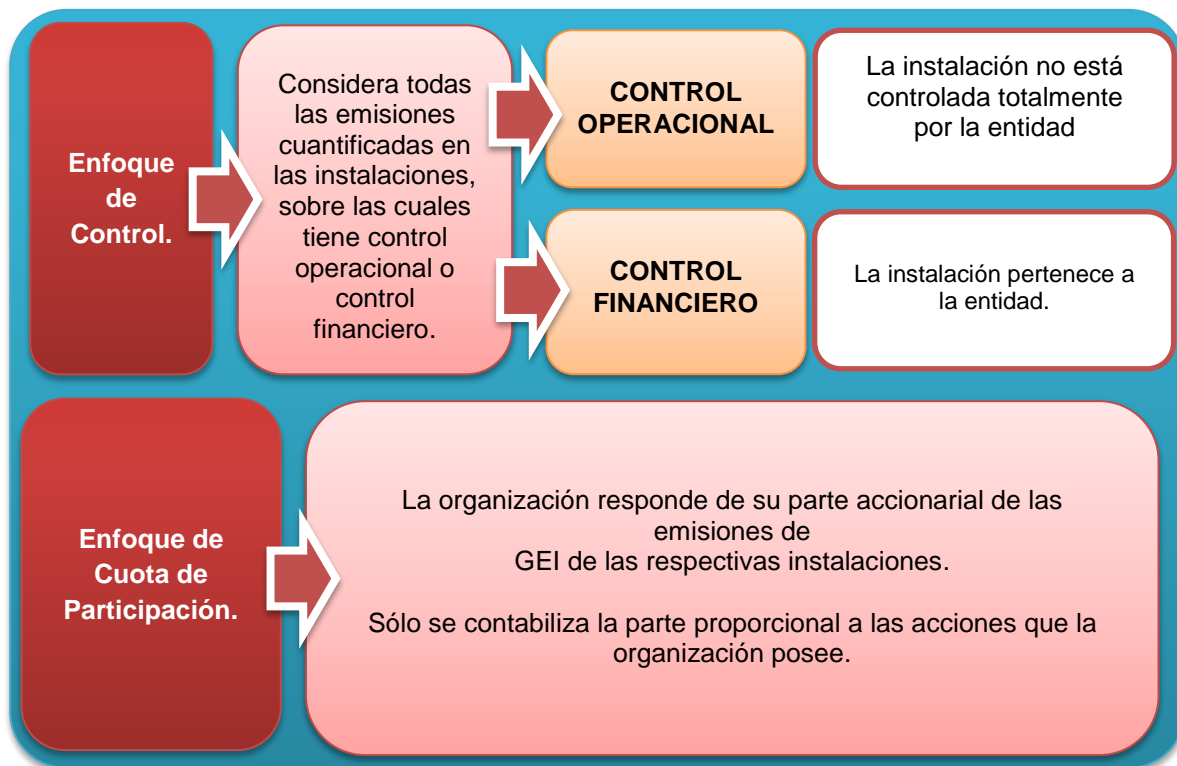 Enfoque
de
Control.
Considera todas
las emisiones
cuantificadas en
las instalaciones,
sobre las cuales
tiene control
operacional o
control
financiero.
CONTROL
OPERACIONAL
La instalación no está
controlada totalmente
por la entidad
CONTROL
FINANCIERO
La instalación pertenece a
la entidad.
Enfoque de
Cuota de
Participación.
La organización responde de su parte accionarial de las
emisiones de
GEI de las respectivas instalaciones.
Sólo se contabiliza la parte proporcional a las acciones que la
organización posee.